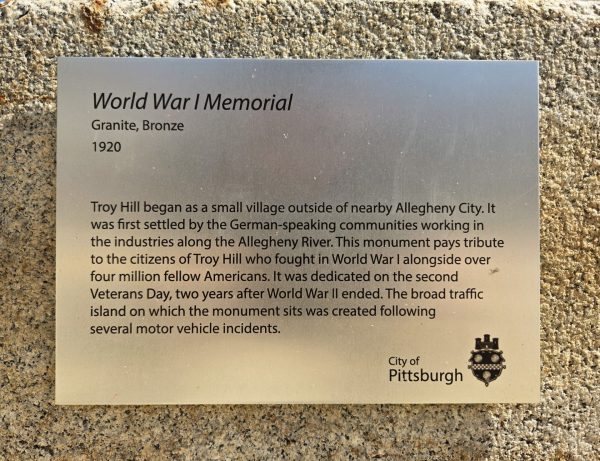 World War I Memorial
Granite, Bronze
1920
Troy Hill began as a small village outside of nearby Allegheny City. It
was first settled by the German-speaking communities working in
the industries along the Allegheny River. This monument pays tribute
to the citizens of Troy Hill who fought in World War I alongside over
four million fellow Americans. It was dedicated on the second
Veterans Day, two years after World War II ended. The broad traffic
island on which the monument sits was created following
several motor vehicle incidents.
City of
Pittsburgh